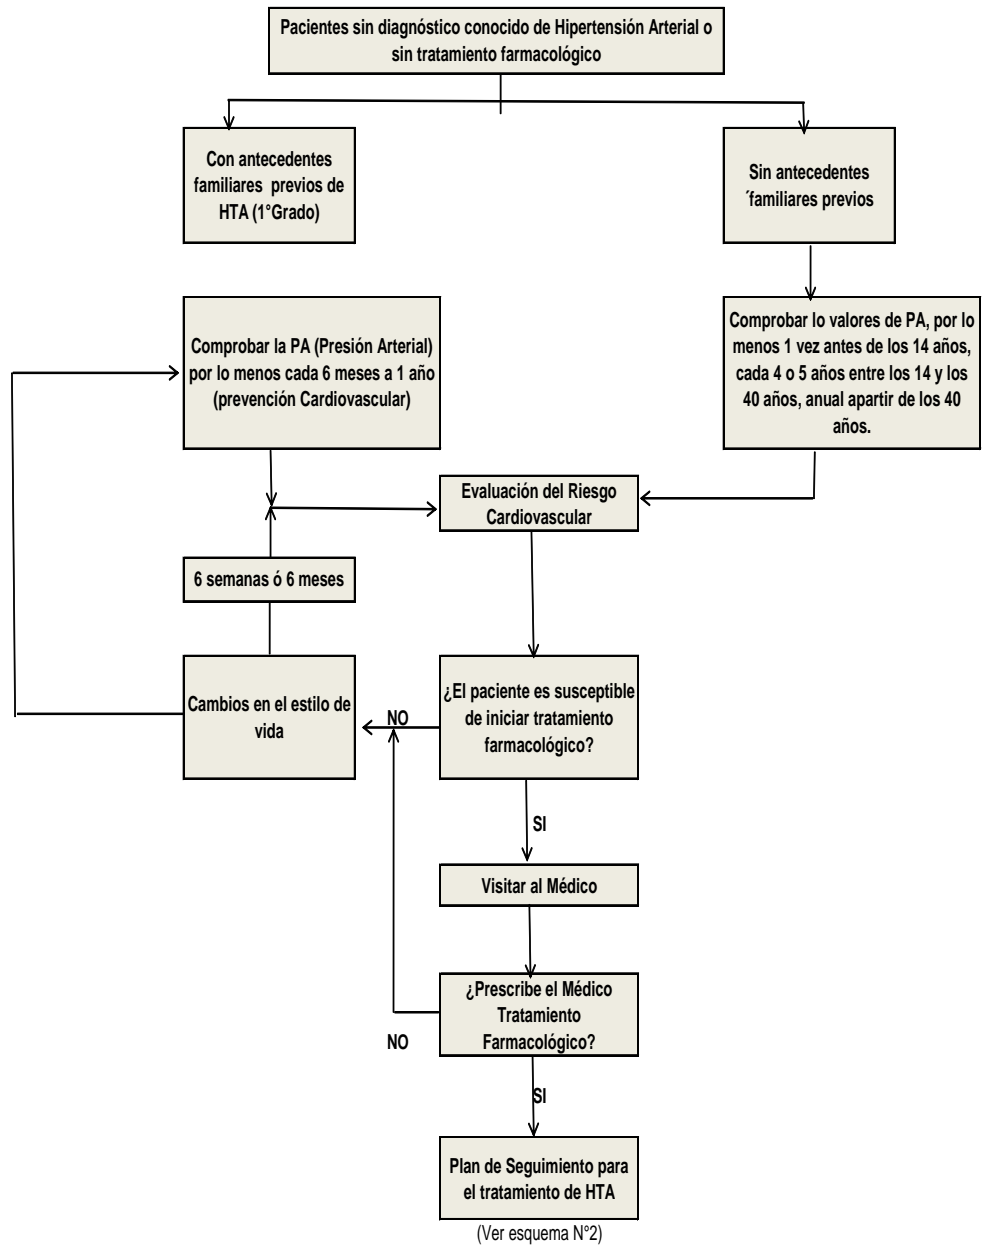 Pacientes sin diagnóstico conocido de Hipertensión Arterial o
sin tratamiento farmacológico
Con antecedentes
familiares previos de
HTA (1°Grado)
Sin antecedentes
´familiares previos
Comprobar la PA (Presión Arterial)
por lo menos cada 6 meses a 1 año
(prevención Cardiovascular)
Comprobar lo valores de PA, por lo
menos 1 vez antes de los 14 años,
cada 4 o 5 años entre los 14 y los
40 años, anual apartir de los 40
años.
Evaluación del Riesgo
Cardiovascular
6 semanas ó 6 meses
Cambios en el estilo de
vida
NO
¿El paciente es susceptible
de iniciar tratamiento
farmacológico?
SI
Visitar al Médico
¿Prescribe el Médico
Tratamiento
Farmacológico?
NO
SI
Plan de Seguimiento para
el tratamiento de HTA
(Ver esquema N°2)